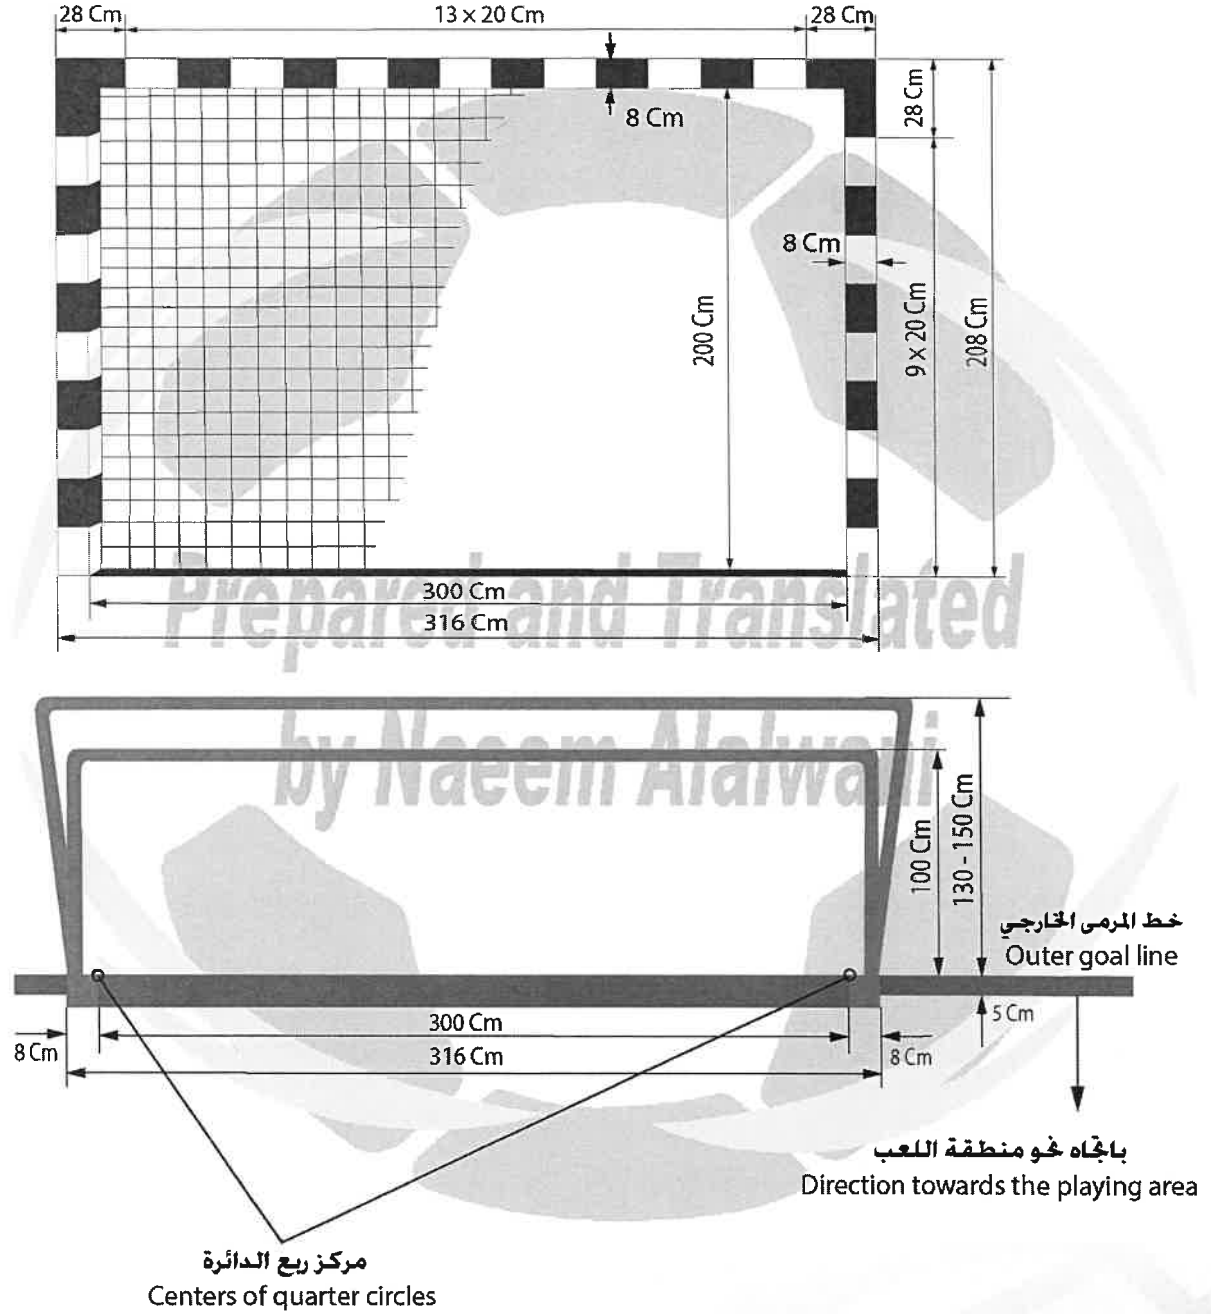 28 Cm
13 x 20 Cm
28 Cm
8 Cm
28 Cm
8 Cm
200 Cm
9 x 20 Cm
208 Cm
300 Cm
316 Cm
Prepared and Translated
by Naeem Alalwani
100 Cm
130 - 150 Cm
خط المرمى الخارجي
Outer goal line
5 Cm
8 Cm
300 Cm
8 Cm
316 Cm
باتجاه نحو منطقة اللعب
Direction towards the playing area
مركز ربع الدائرة
Centers of quarter circles